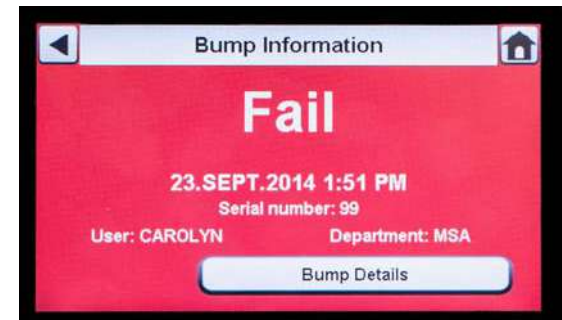 Bump Information
Fail
23.SEPT.2014 1:51 PM
Serial number: 99
User: CAROLYN Department: MSA
Bump Details